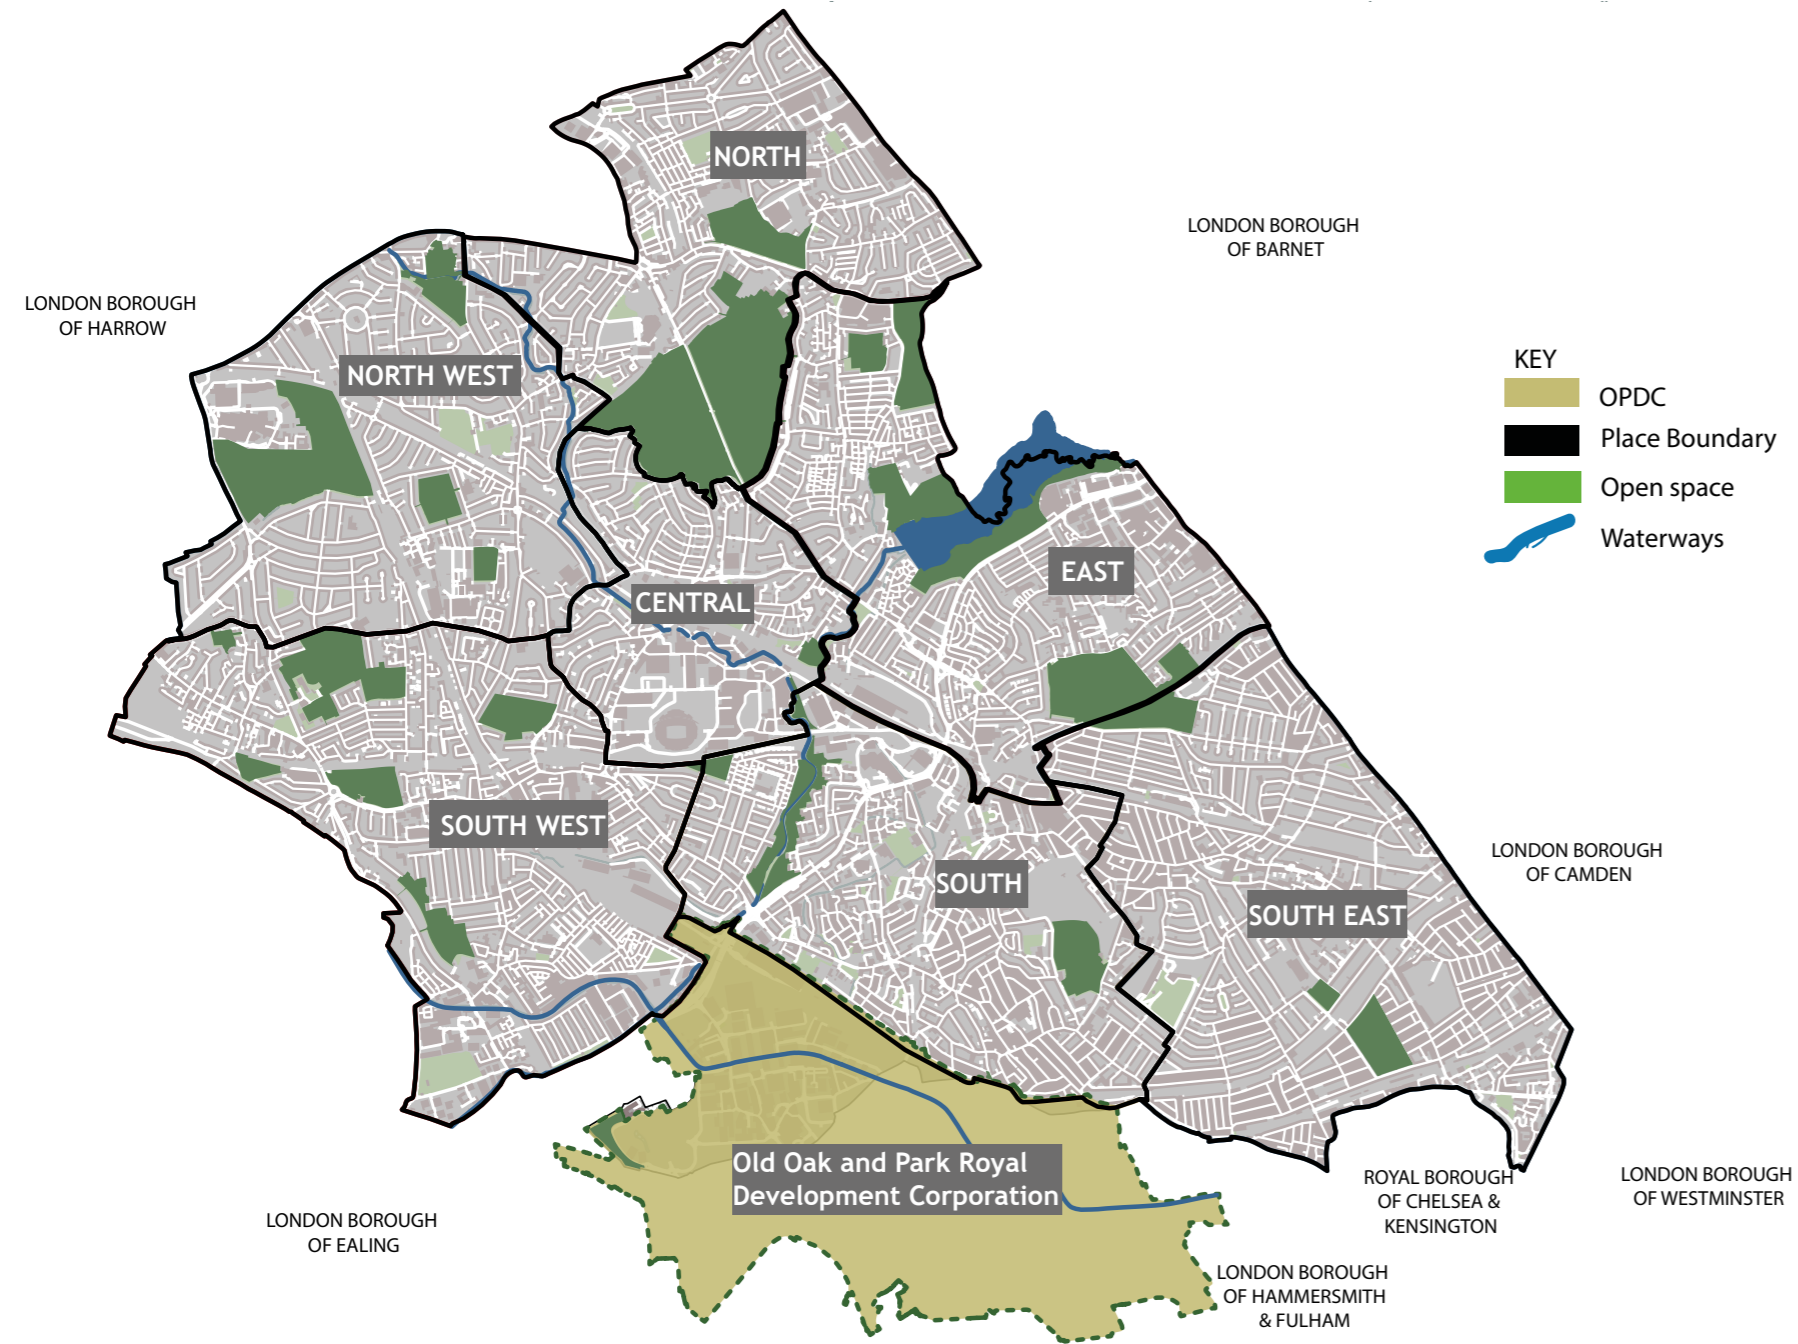 NORTH
LONDON BOROUGH
OF BARNET
LONDON BOROUGH
OF HARROW
NORTH WEST
KEY
OPDC
Place Boundary
Open space
Waterways
EAST
CENTRAL
SOUTH WEST
SOUTH
SOUTH EAST
LONDON BOROUGH
OF CAMDEN
Old Oak and Park Royal
Development Corporation
ROYAL BOROUGH
OF CHELSEA &
KENSINGTON
LONDON BOROUGH
OF WESTMINSTER
LONDON BOROUGH
OF EALING
LONDON BOROUGH
OF HAMMERSMITH
& FULHAM